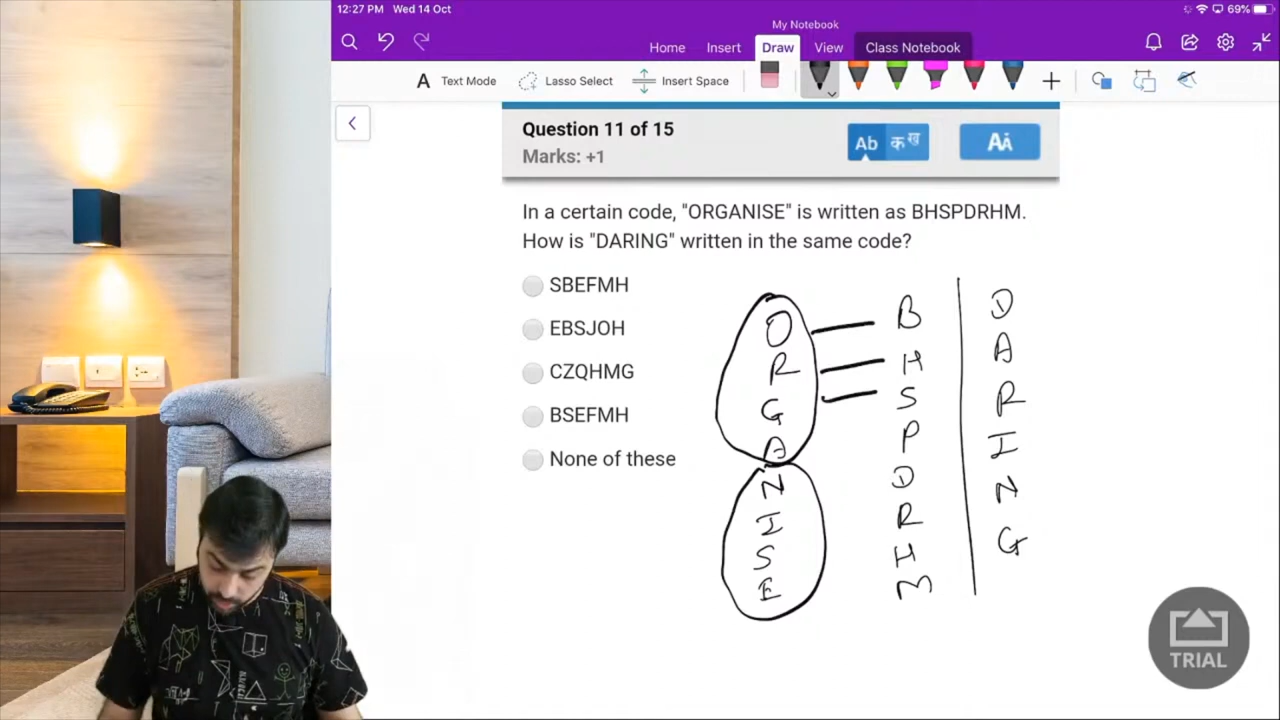 12:27 PM Wed 14 Oct
69%
My Notebook
Home Insert Draw View Class Notebook
A Text Mode Lasso Select Insert Space
Question 11 of 15
Marks: +1
Ab क ख
AA
In a certain code, "ORGANISE" is written as BHSPDRHM.
How is "DARING" written in the same code?
SBEFMH
EBSJOH
CZQHMG
BSEFMH
None of these
O B D
R H A
G S R
A P I
N D N
I R G
S H
E M
TRIAL